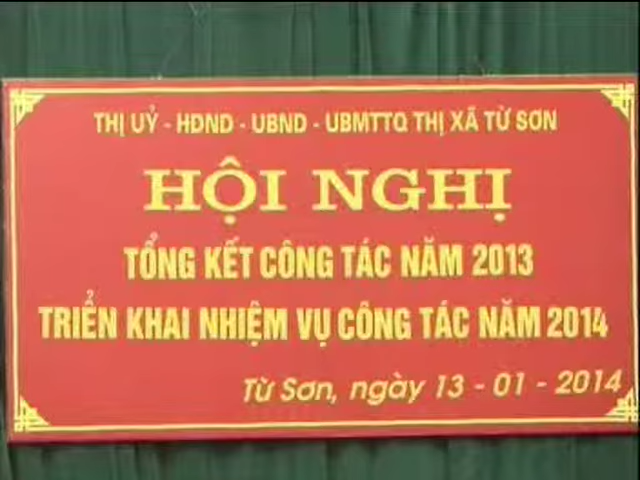 THỊ UỶ - HĐND - UBND - UBMTTQ THỊ XÃ TỪ SƠN
HỘI NGHỊ
TỔNG KẾT CÔNG TÁC NĂM 2013
TRIỂN KHAI NHIỆM VỤ CÔNG TÁC NĂM 2014
Từ Sơn, ngày 13 - 01 - 2014